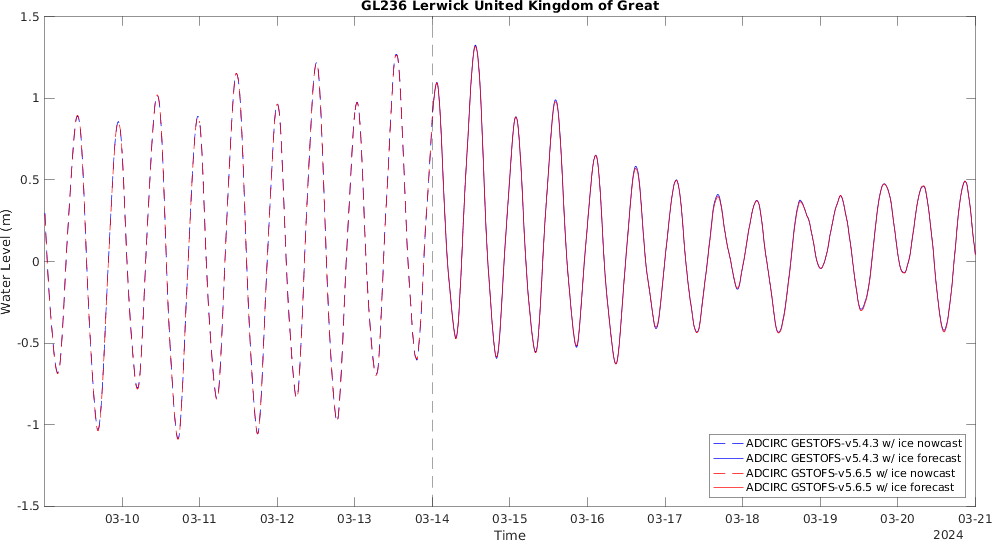 GL236 Lerwick United Kingdom of Great
1.5
1
0.5
0
-0.5
-1
-1.5
Water Level (m)
03-10 03-11 03-12 03-13 03-14 03-15 03-16 03-17 03-18 03-19 03-20 03-21
Time
2024
ADCIRC GESTOFS-v5.4.3 w/ ice nowcast
ADCIRC GESTOFS-v5.4.3 w/ ice forecast
ADCIRC GSTOFS-v5.6.5 w/ ice nowcast
ADCIRC GSTOFS-v5.6.5 w/ ice forecast